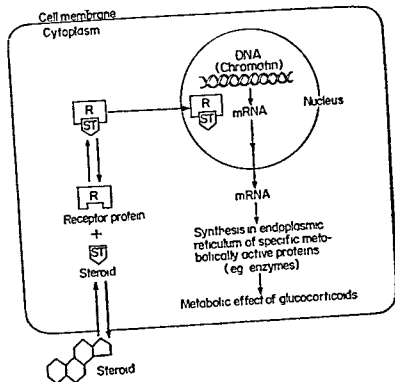 Cell membrane
Cytoplasm
DNA
(Chromatin)
R
ST
R
ST
mRNA
Nucleus
R
Receptor protein
+
ST
Steroid
mRNA
Synthesis in endoplasmic
reticulum of specific meta-
bolically active proteins
(eg enzymes)
Metabolic effect of glucocorticoids
Steroid